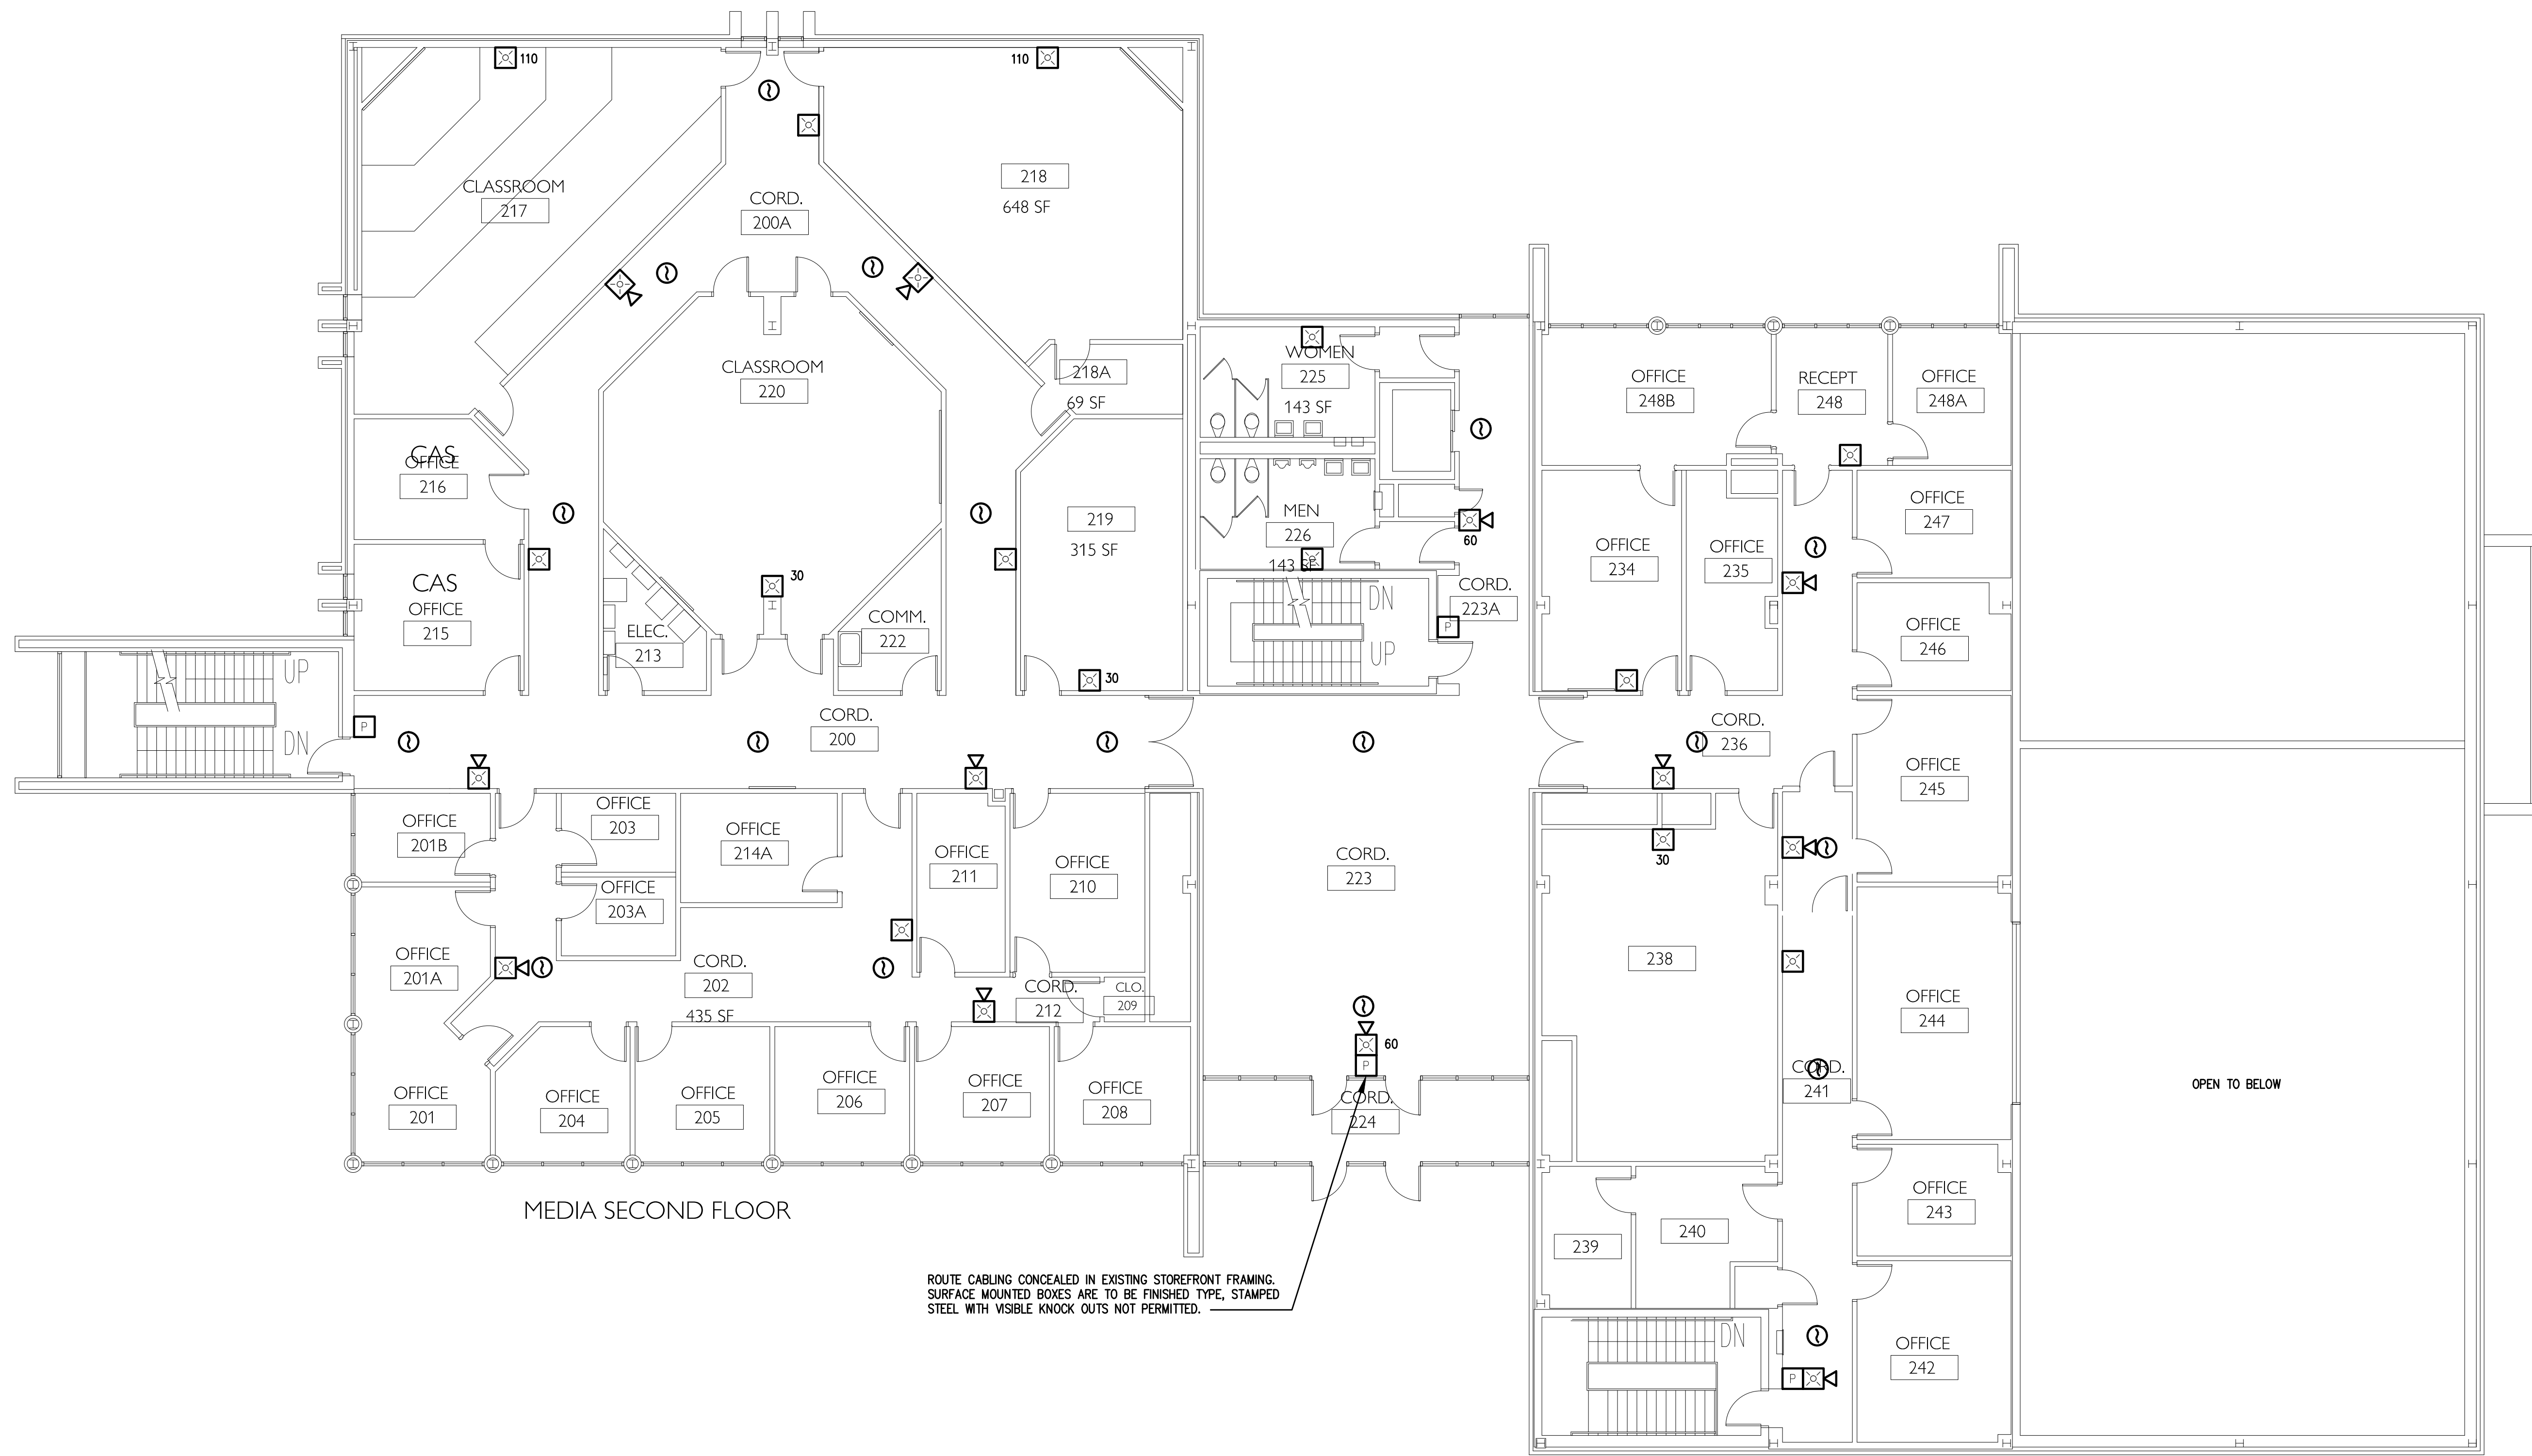 110
110
CLASSROOM
217
CORD.
200A
218
648 SF
CLASSROOM
220
218A
69 SF
WOMEN
225
143 SF
OFFICE
248B
RECEPT
248
OFFICE
248A
CAS
OFFICE
216
219
315 SF
MEN
226
143 SF
60
OFFICE
247
OFFICE
234
OFFICE
235
CAS
OFFICE
215
30
ELEC.
213
COMM.
222
DN
UP
CORD.
223A
P
OFFICE
246
UP
DN
P
30
CORD.
200
CORD.
236
OFFICE
245
OFFICE
201B
OFFICE
203
OFFICE
214A
OFFICE
211
OFFICE
210
CORD.
223
30
OFFICE
203A
OFFICE
201A
CORD.
202
435 SF
CORD.
212
CLO.
209
238
OFFICE
244
60
P
OFFICE
201
OFFICE
204
OFFICE
205
OFFICE
206
OFFICE
207
OFFICE
208
CORD.
224
CORD.
241
OPEN TO BELOW
MEDIA SECOND FLOOR
239
240
OFFICE
243
ROUTE CABLING CONCEALED IN EXISTING STOREFRONT FRAMING.
SURFACE MOUNTED BOXES ARE TO BE FINISHED TYPE, STAMPED
STEEL WITH VISIBLE KNOCK OUTS NOT PERMITTED.
DN
P
OFFICE
242